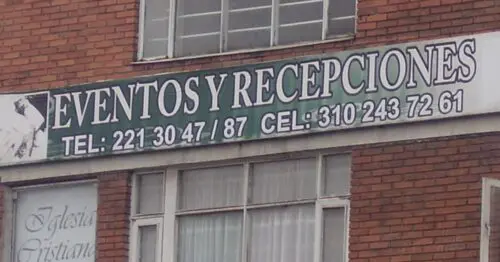 EVENTOS Y RECEPCIONES
TEL: 221 30 47 / 87 CEL: 310 243 72 61
Iglesia
Cristiana